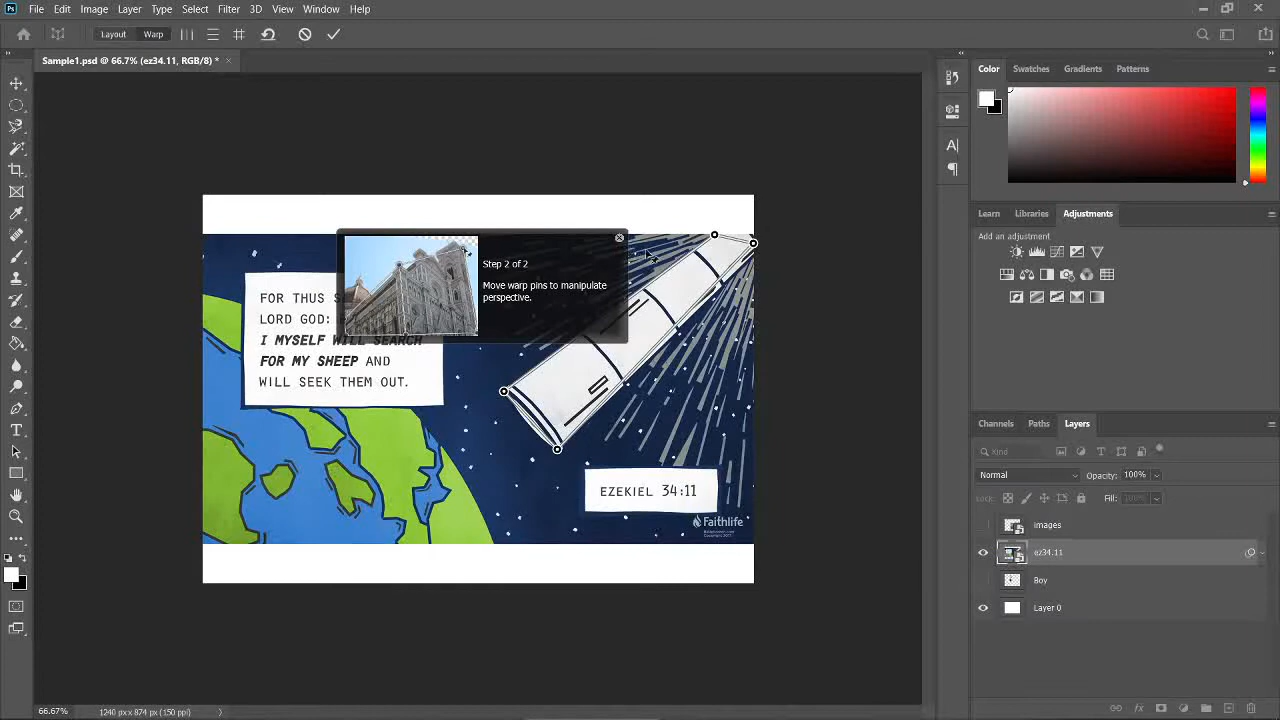 Ps File Edit Image Layer Type Select Filter 3D View Window Help
Layout Warp
Sample1.psd @ 66.7% (ez34.11, RGB/8) *
Color Swatches Gradients Patterns
Learn Libraries Adjustments
Add an adjustment
Step 2 of 2
Move warp pins to manipulate
perspective.
FOR THUS
LORD GOD:
I MYSELF WILL SEARCH
FOR MY SHEEP AND
WILL SEEK THEM OUT.
EZEKIEL 34:11
Faithlife
Channels Paths Layers
Kind
Normal Opacity: 100%
Lock: Fill: 100%
images
ez34.11
Boy
Layer 0
66.67% 1240 px x 874 px (150 ppi)